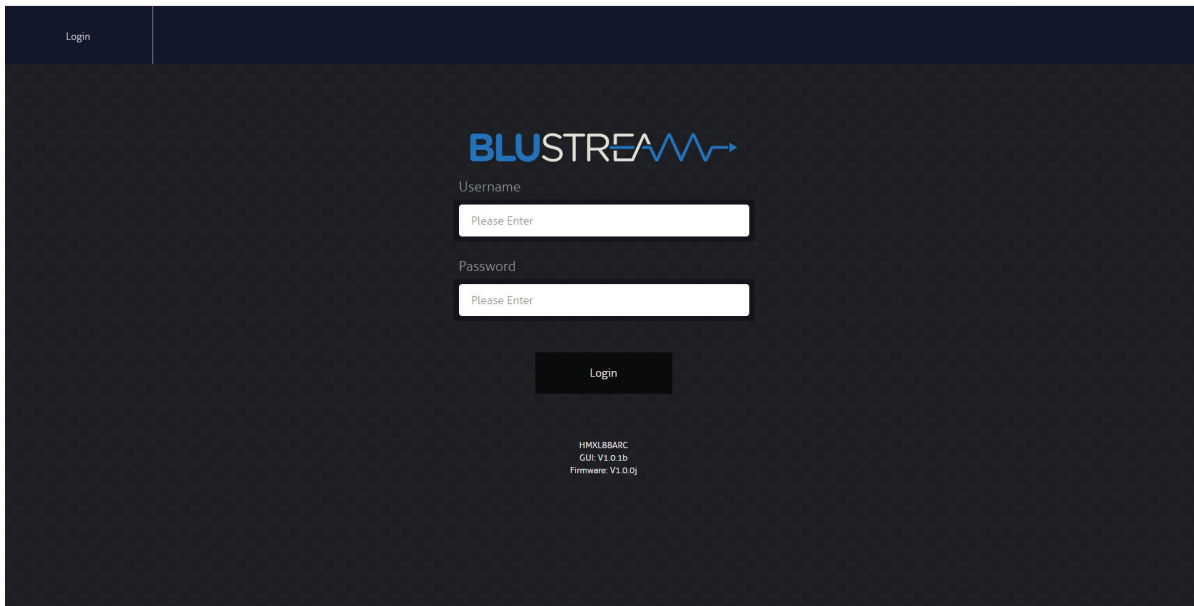 Login
BLUSTREAM
Username
Please Enter
Password
Please Enter
Login
HMXL88ARC
GUI: V1.0.1b
Firmware: V1.0.0j